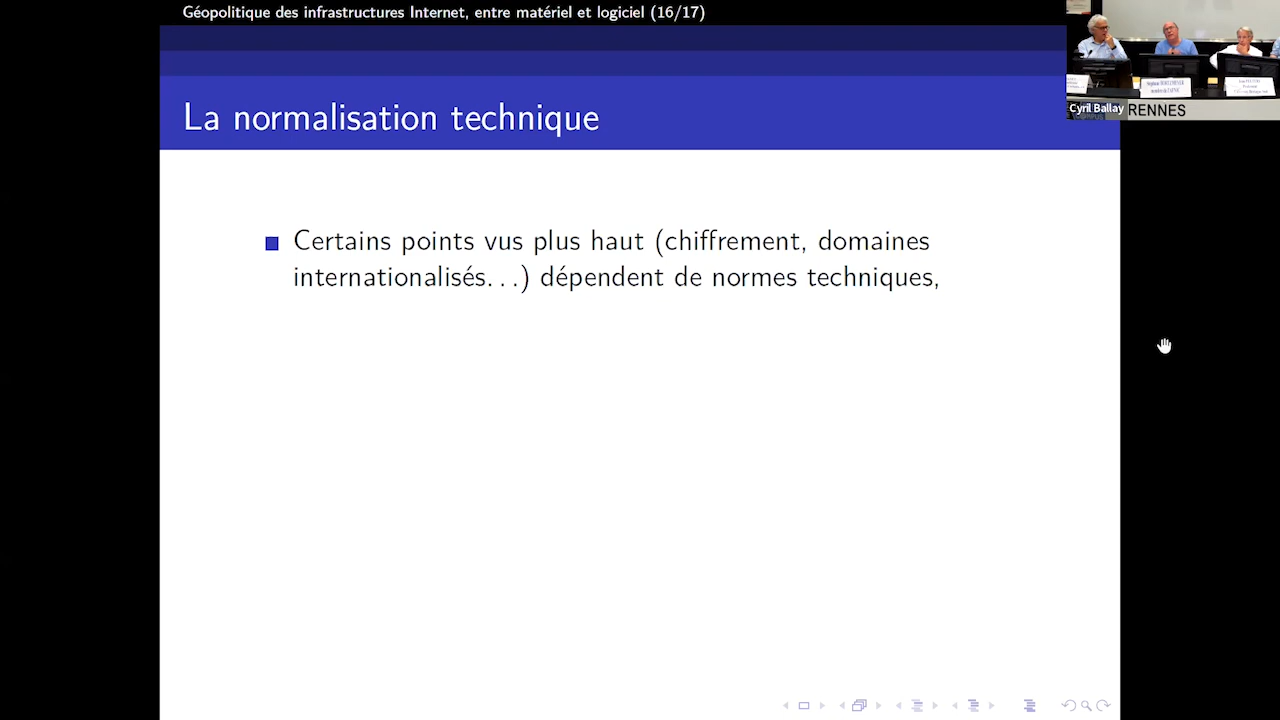 Géopolitique des infrastructures Internet, entre matériel et logiciel (16/17)
La normalisation technique
Certains points vus plus haut (chiffrement, domaines
internationalisés. . .) dépendent de normes techniques,
Cyril Ballay
RENNES